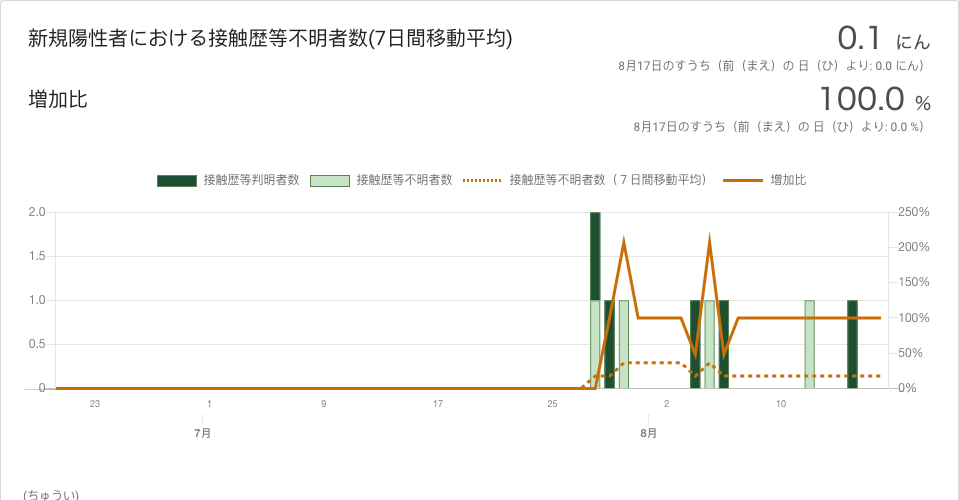 新規陽性者における接触歴等不明者数(7日間移動平均)
0.1 にん
8月17日のすうち（前（まえ）の 日（ひ）より: 0.0 にん）
増加比
100.0 %
8月17日のすうち（前（まえ）の 日（ひ）より: 0.0 %）
接触歴等判明者数 接触歴等不明者数 接触歴等不明者数（７日間移動平均） 増加比
2.0 250%
200%
1.5
150%
1.0 100%
0.5 50%
0 0%
23 1 9 17 25 2 10
7月 8月
(ちゅうい)